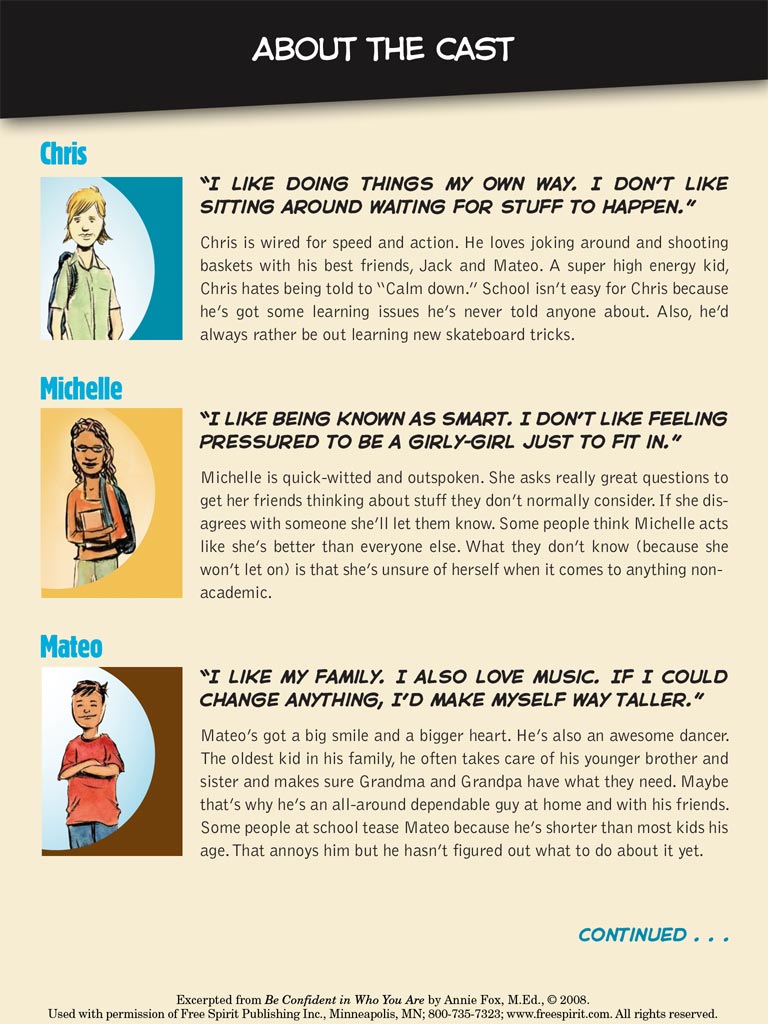 ABOUT THE CAST
Chris
“I LIKE DOING THINGS MY OWN WAY. I DON’T LIKE
SITTING AROUND WAITING FOR STUFF TO HAPPEN.”
Chris is wired for speed and action. He loves joking around and shooting
baskets with his best friends, Jack and Mateo. A super high energy kid,
Chris hates being told to “Calm down.” School isn’t easy for Chris because
he’s got some learning issues he’s never told anyone about. Also, he’d
always rather be out learning new skateboard tricks.
Michelle
“I LIKE BEING KNOWN AS SMART. I DON’T LIKE FEELING
PRESSURED TO BE A GIRLY-GIRL JUST TO FIT IN.”
Michelle is quick-witted and outspoken. She asks really great questions to
get her friends thinking about stuff they don’t normally consider. If she dis-
agrees with someone she’ll let them know. Some people think Michelle acts
like she’s better than everyone else. What they don’t know (because she
won’t let on) is that she’s unsure of herself when it comes to anything non-
academic.
Mateo
“I LIKE MY FAMILY. I ALSO LOVE MUSIC. IF I COULD
CHANGE ANYTHING, I’D MAKE MYSELF WAY TALLER.”
Mateo’s got a big smile and a bigger heart. He’s also an awesome dancer.
The oldest kid in his family, he often takes care of his younger brother and
sister and makes sure Grandma and Grandpa have what they need. Maybe
that’s why he’s an all-around dependable guy at home and with his friends.
Some people at school tease Mateo because he’s shorter than most kids his
age. That annoys him but he hasn’t figured out what to do about it yet.
CONTINUED . . .
Excerpted from Be Confident in Who You Are by Annie Fox, M.Ed., © 2008.
Used with permission of Free Spirit Publishing Inc., Minneapolis, MN; 800-735-7323; www.freespirit.com. All rights reserved.